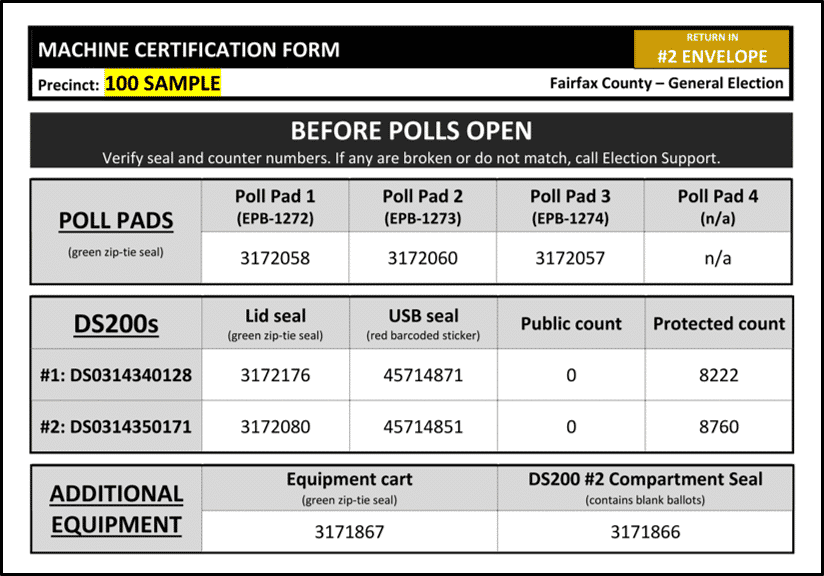 MACHINE CERTIFICATION FORM
RETURN IN
#2 ENVELOPE
Precinct: 100 SAMPLE
Fairfax County – General Election
BEFORE POLLS OPEN
Verify seal and counter numbers. If any are broken or do not match, call Election Support.
POLL PADS
(green zip-tie seal)
Poll Pad 1
(EPB-1272)
Poll Pad 2
(EPB-1273)
Poll Pad 3
(EPB-1274)
Poll Pad 4
(n/a)
3172058
3172060
3172057
n/a
DS200s
Lid seal
(green zip-tie seal)
USB seal
(red barcoded sticker)
Public count
Protected count
#1: DS0314340128
3172176
45714871
0
8222
#2: DS0314350171
3172080
45714851
0
8760
ADDITIONAL
EQUIPMENT
Equipment cart
(green zip-tie seal)
DS200 #2 Compartment Seal
(contains blank ballots)
3171867
3171866